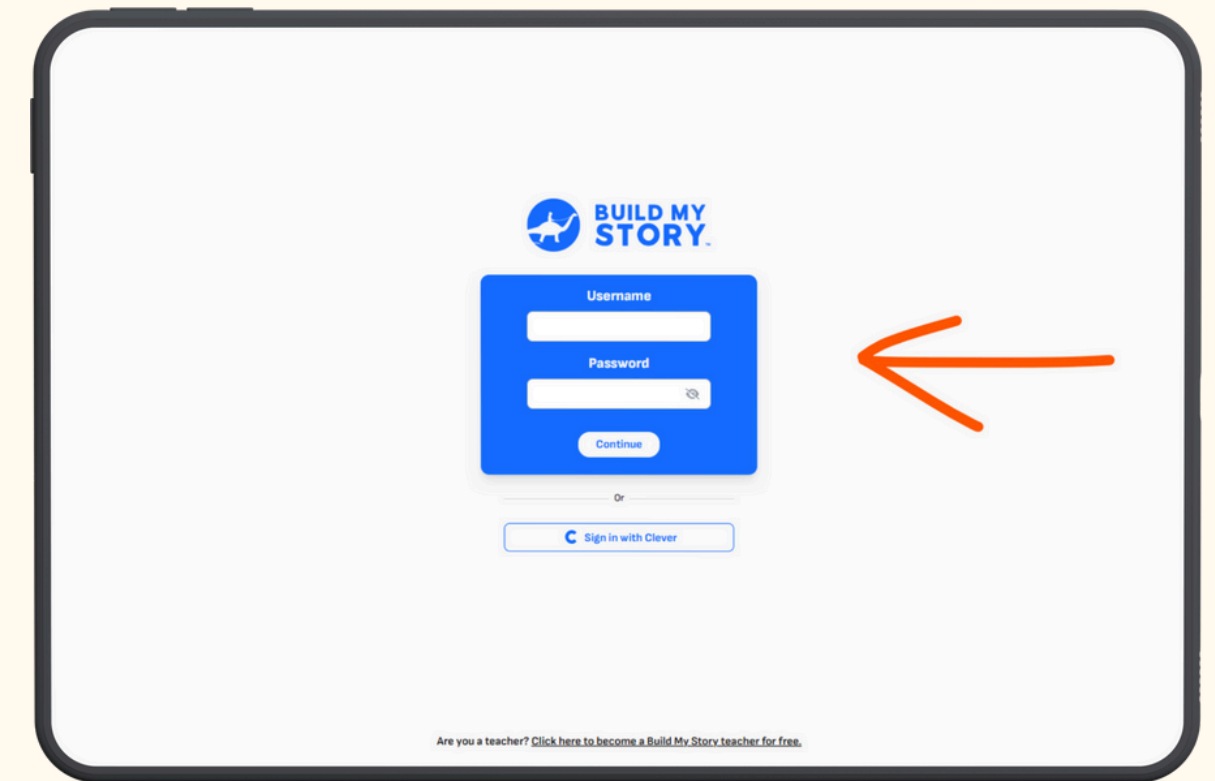 BUILD MY
STORY™
Username
Password
Continue
Or
Sign in with Clever
Are you a teacher? Click here to become a Build My Story teacher for free.